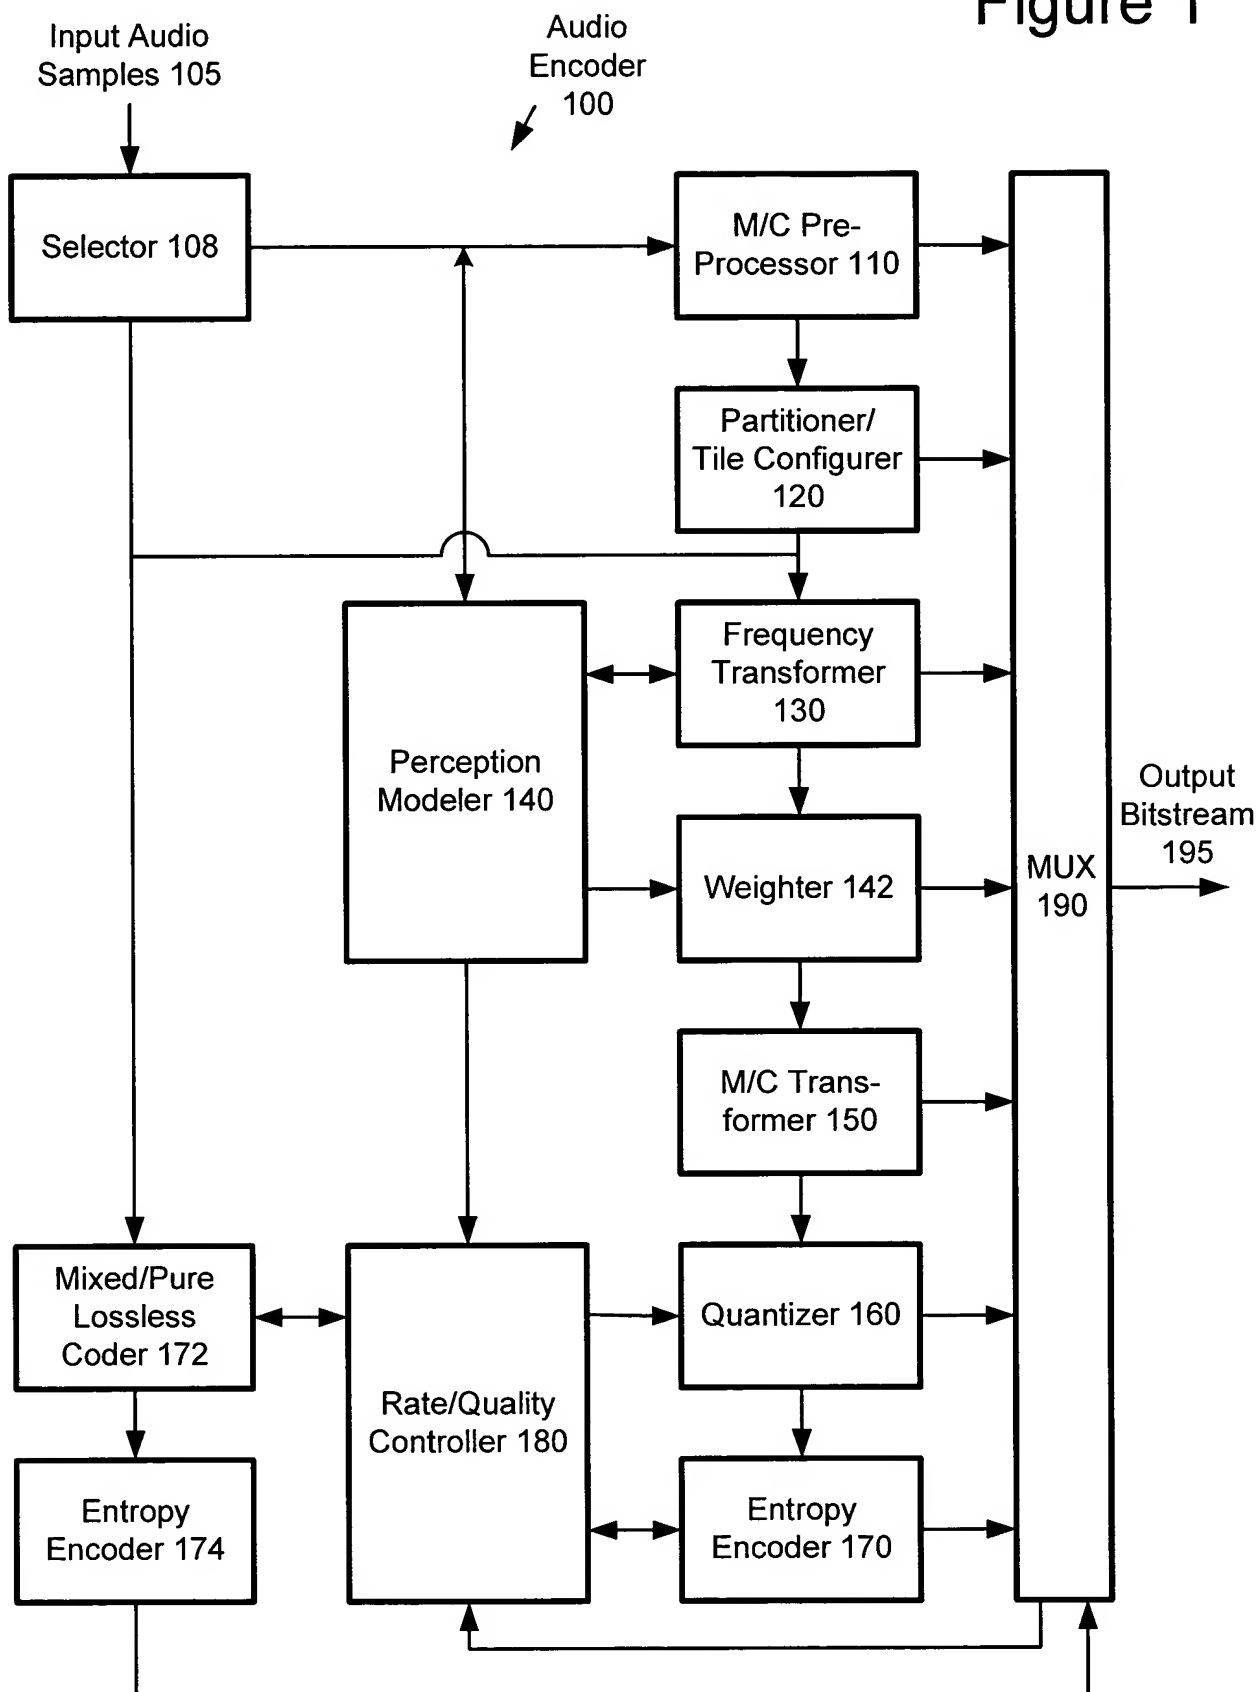 Figure 1
Input Audio
Samples 105
Audio
Encoder
100
Selector 108
M/C Pre-
Processor 110
Partitioner/
Tile Configurer
120
Frequency
Transformer
130
Perception
Modeler 140
Weighter 142
MUX
190
Output
Bitstream
195
M/C Trans-
former 150
Mixed/Pure
Lossless
Coder 172
Rate/Quality
Controller 180
Quantizer 160
Entropy
Encoder 174
Entropy
Encoder 170